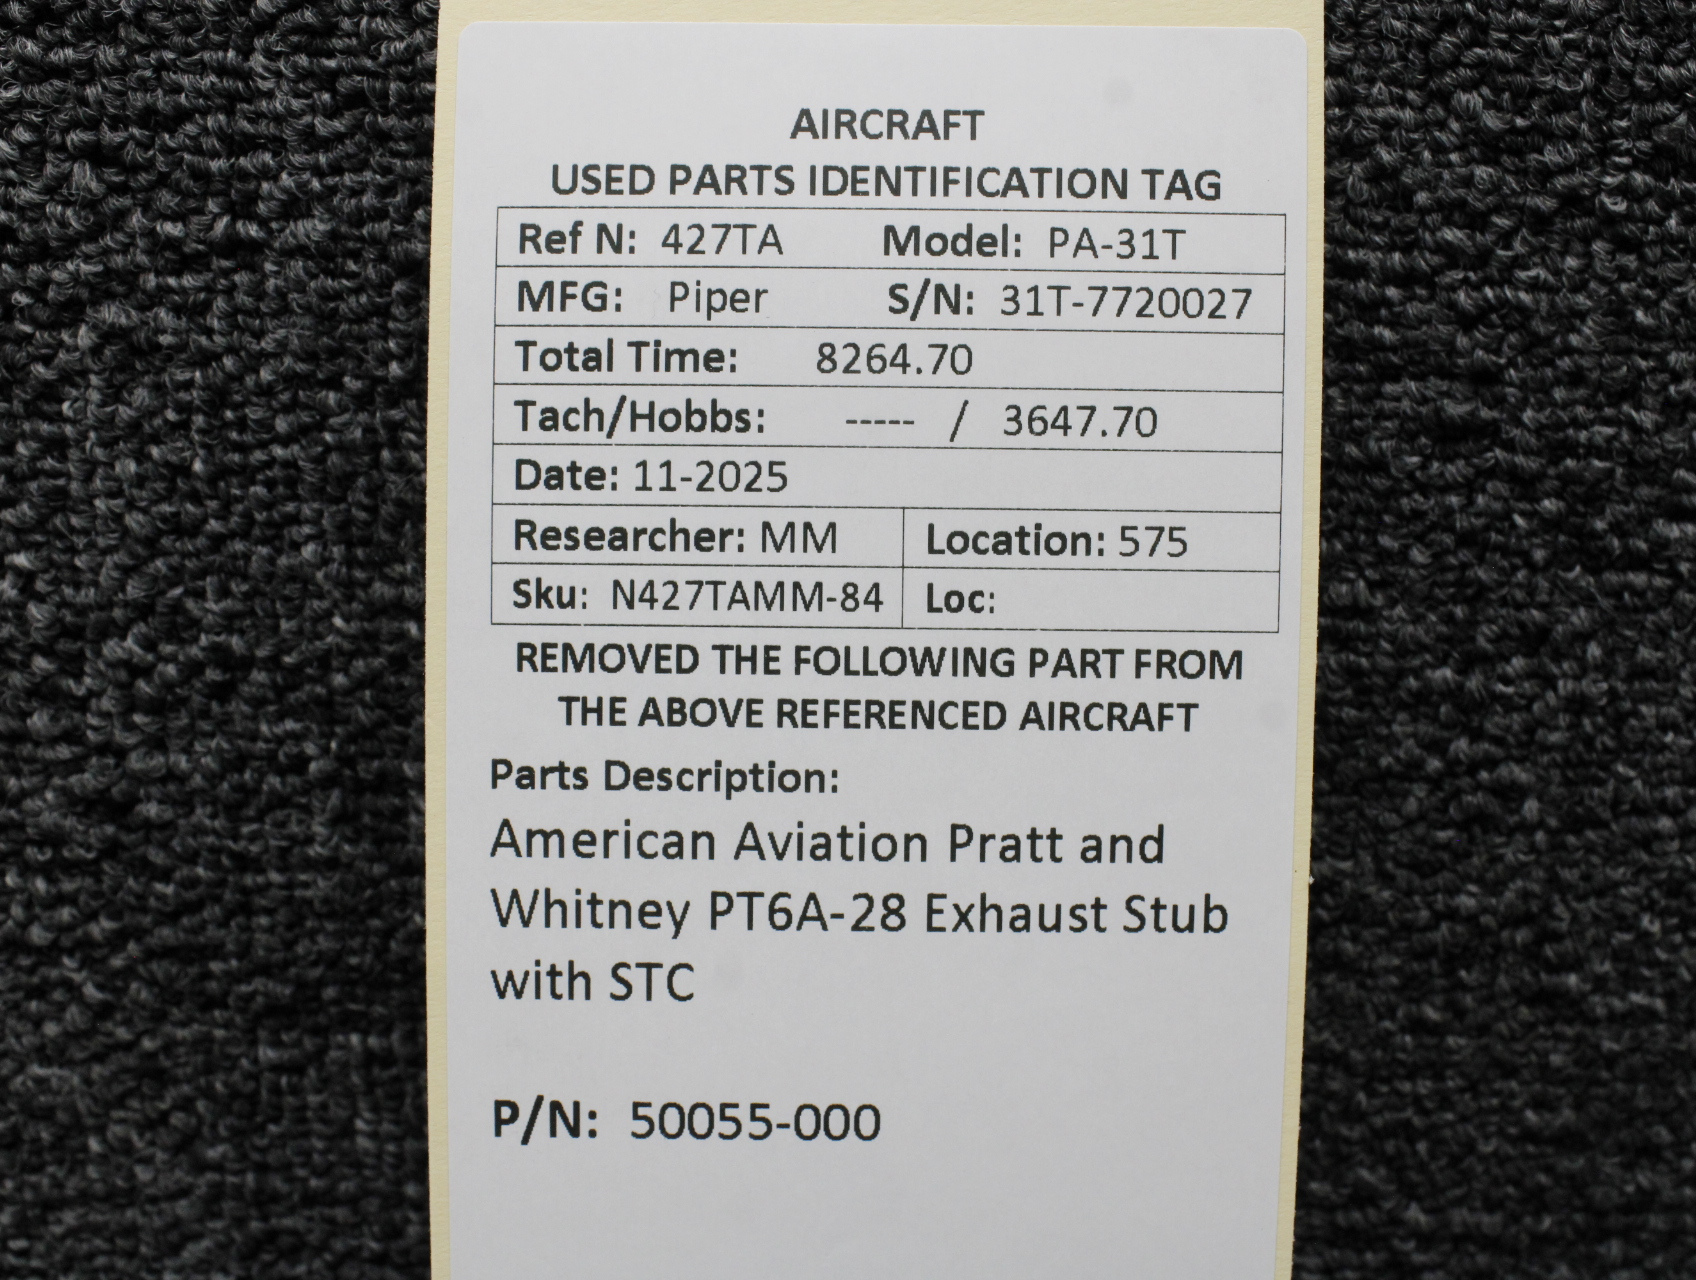 AIRCRAFT
USED PARTS IDENTIFICATION TAG
Ref N: 427TA Model: PA-31T
MFG: Piper S/N: 31T-7720027
Total Time: 8264.70
Tach/Hobbs: ----- / 3647.70
Date: 11-2025
Researcher: MM Location: 575
Sku: N427TAMM-84 Loc:
REMOVED THE FOLLOWING PART FROM
THE ABOVE REFERENCED AIRCRAFT
Parts Description:
American Aviation Pratt and
Whitney PT6A-28 Exhaust Stub
with STC
P/N: 50055-000